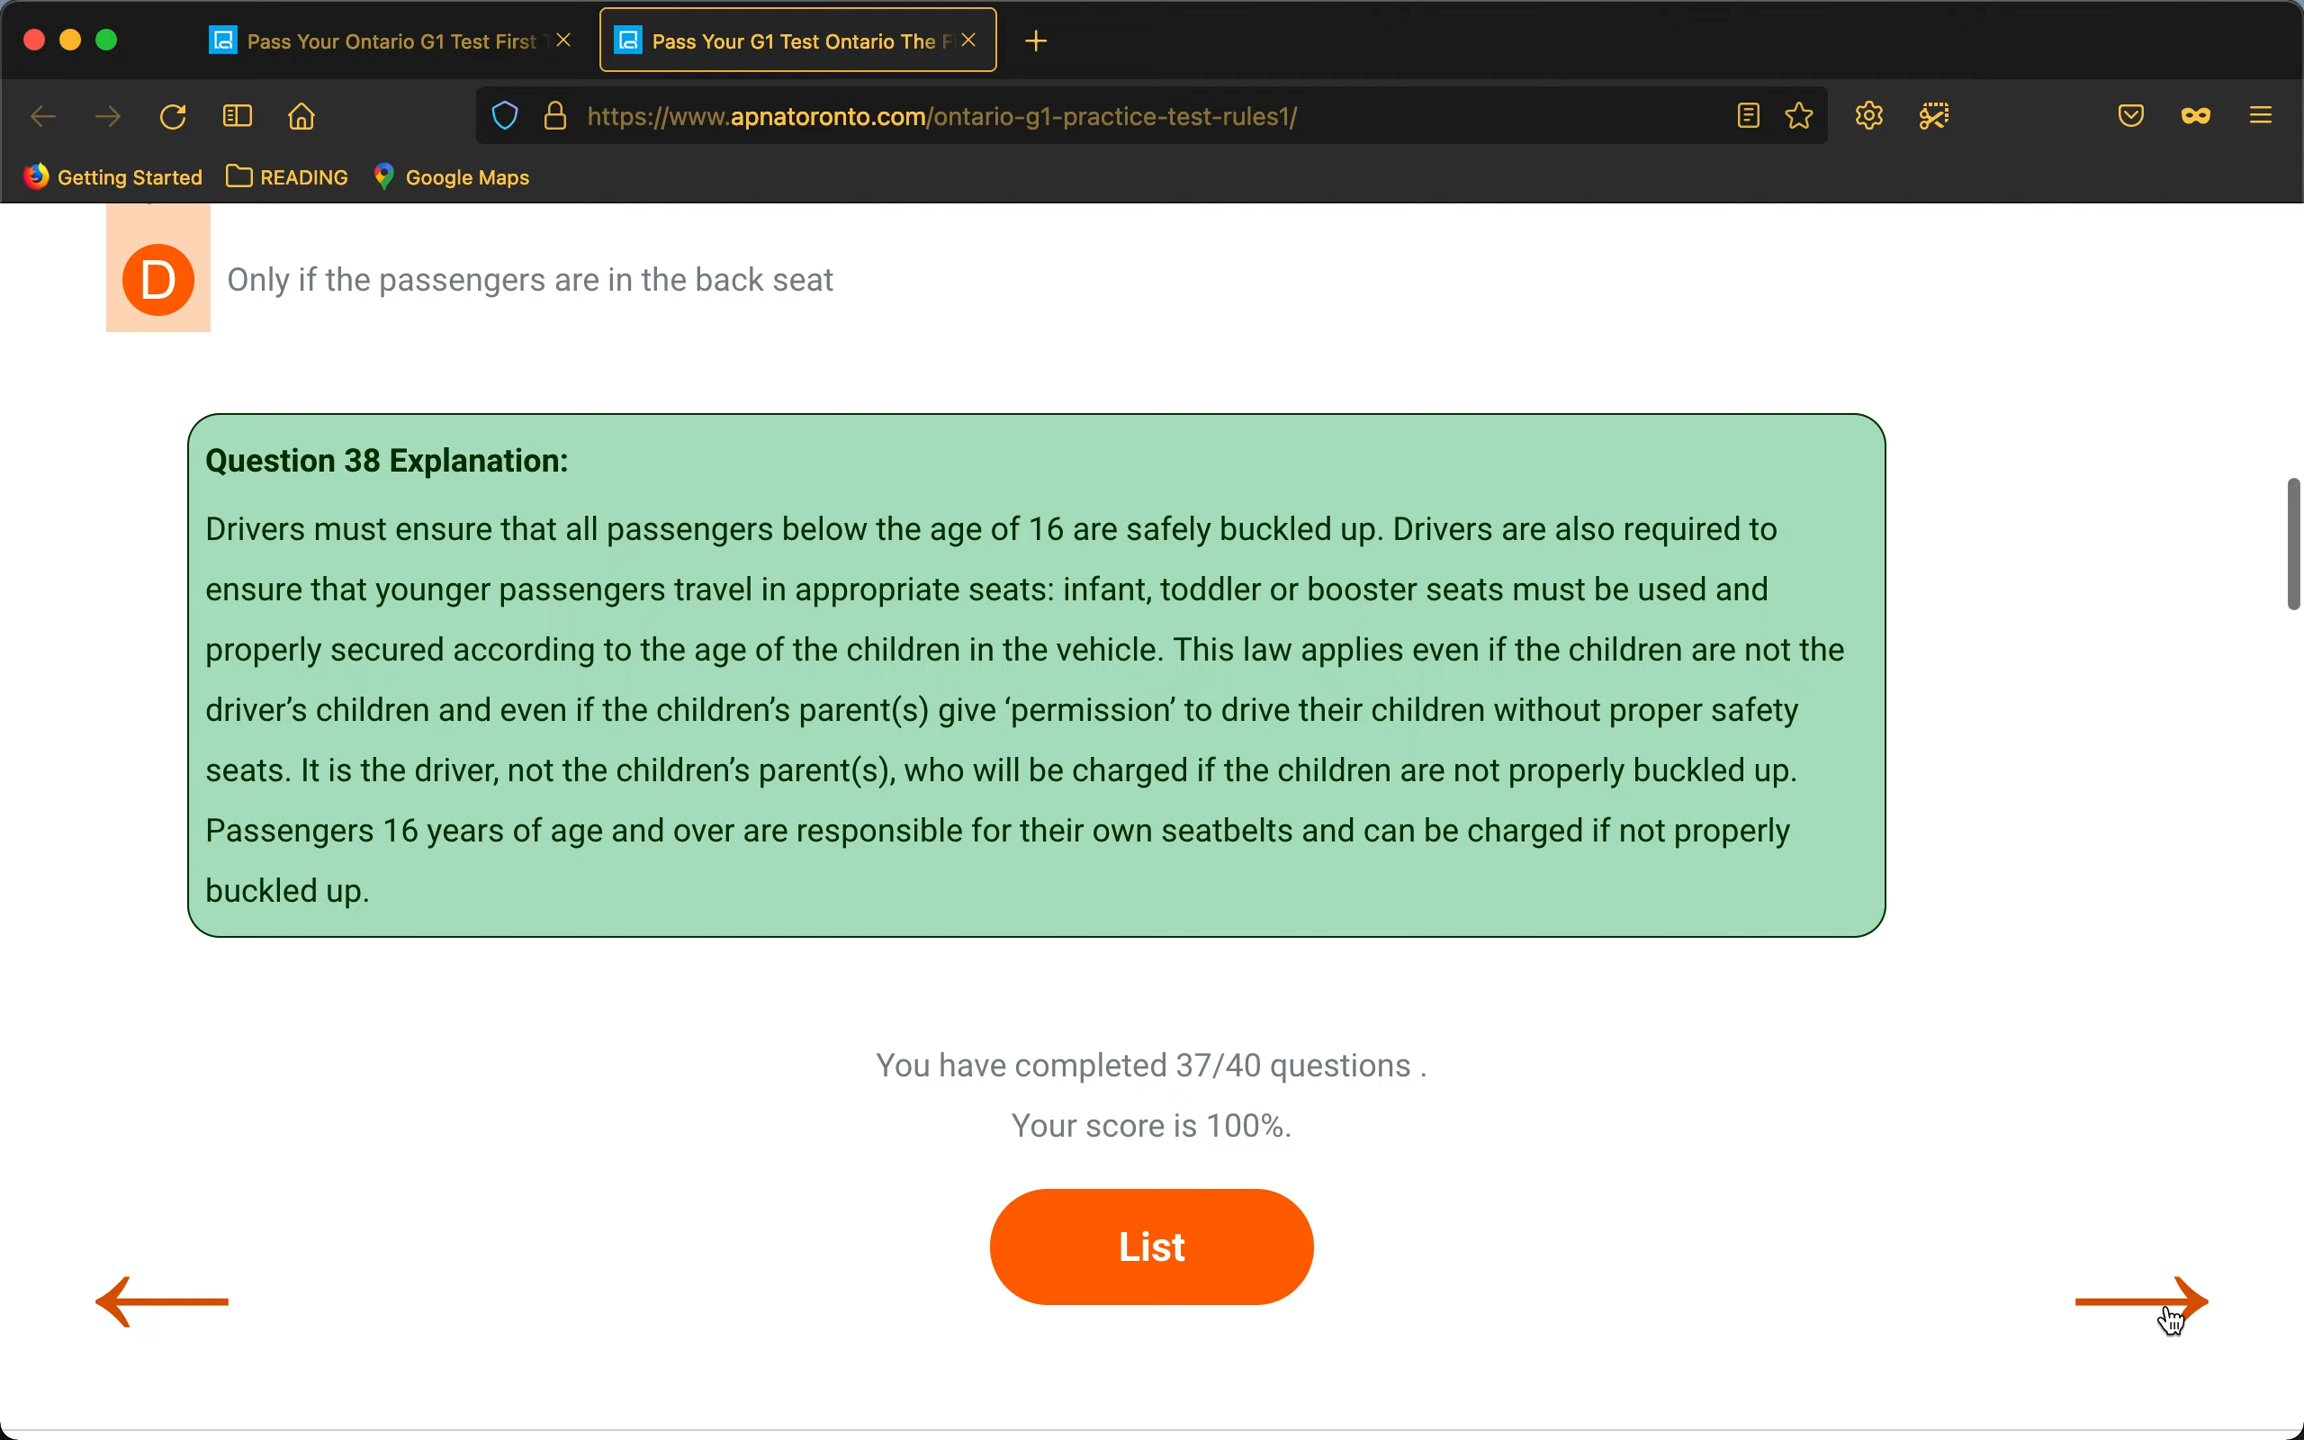 Pass Your Ontario G1 Test First
Pass Your G1 Test Ontario The F
https://www.apnatoronto.com/ontario-g1-practice-test-rules1/
Getting Started
READING
Google Maps
D
Only if the passengers are in the back seat
Question 38 Explanation:
Drivers must ensure that all passengers below the age of 16 are safely buckled up. Drivers are also required to
ensure that younger passengers travel in appropriate seats: infant, toddler or booster seats must be used and
properly secured according to the age of the children in the vehicle. This law applies even if the children are not the
driver’s children and even if the children’s parent(s) give ‘permission’ to drive their children without proper safety
seats. It is the driver, not the children’s parent(s), who will be charged if the children are not properly buckled up.
Passengers 16 years of age and over are responsible for their own seatbelts and can be charged if not properly
buckled up.
You have completed 37/40 questions .
Your score is 100%.
List